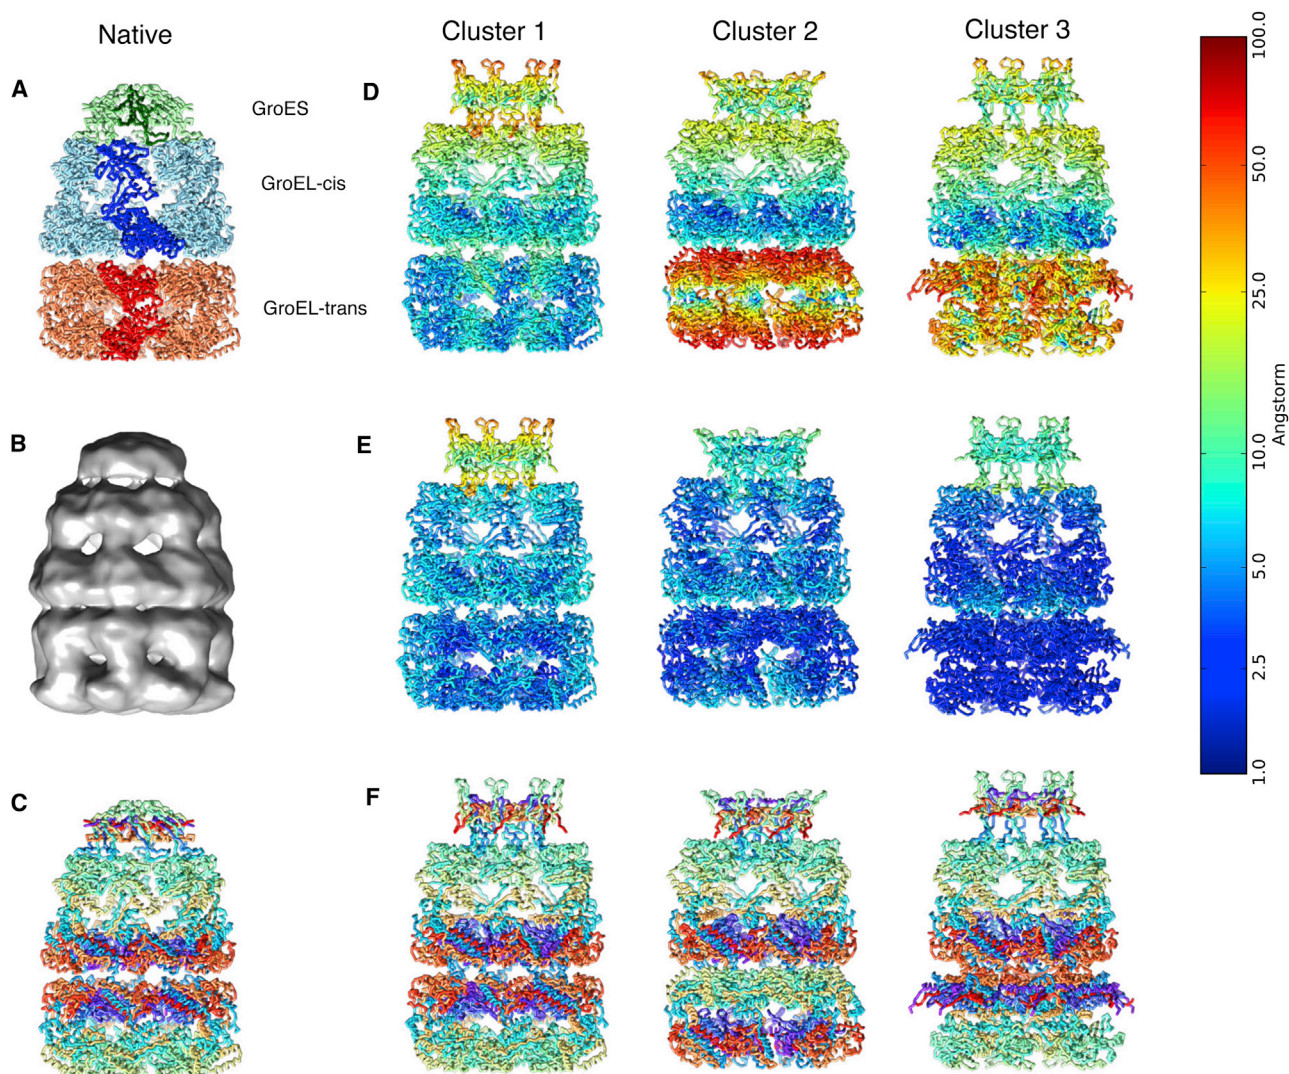 Native
Cluster 1
Cluster 2
Cluster 3
A
GroES
GroEL-cis
GroEL-trans
D
B
E
C
F
100.0
50.0
25.0
10.0
5.0
2.5
1.0
Angstorm